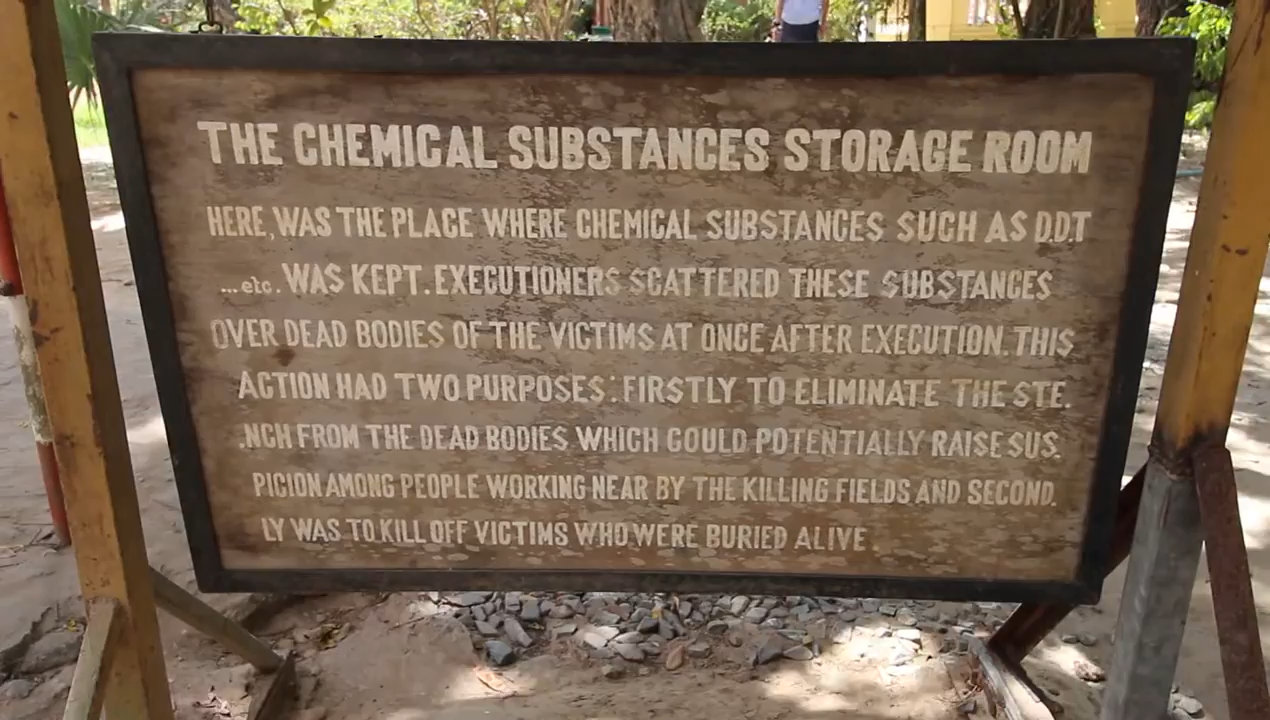 THE CHEMICAL SUBSTANCES STORAGE ROOM
HERE, WAS THE PLACE WHERE CHEMICAL SUBSTANCES SUCH AS D.D.T
...etc. WAS KEPT. EXECUTIONERS SCATTERED THESE SUBSTANCES
OVER DEAD BODIES OF THE VICTIMS AT ONCE AFTER EXECUTION. THIS
ACTION HAD TWO PURPOSES: FIRSTLY TO ELIMINATE THE STE.
.NCH FROM THE DEAD BODIES WHICH COULD POTENTIALLY RAISE SUS.
PICION AMONG PEOPLE WORKING NEAR BY THE KILLING FIELDS AND SECOND.
LY WAS TO KILL OFF VICTIMS WHO WERE BURIED ALIVE.